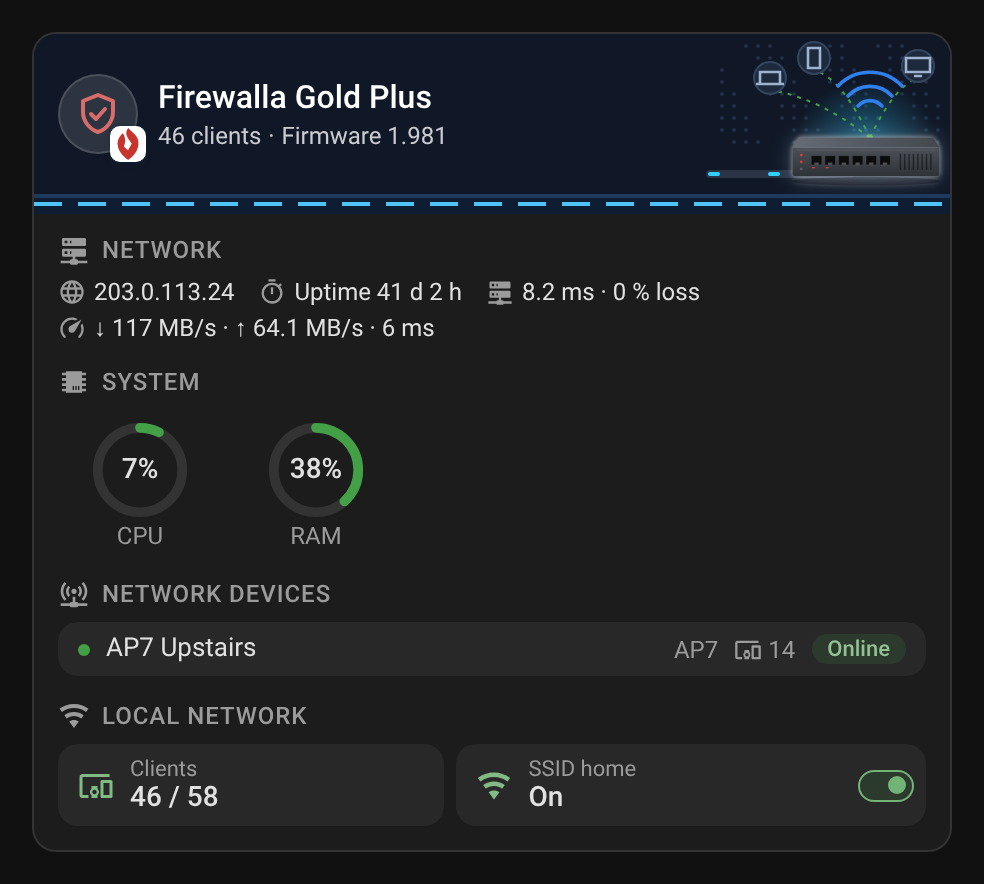 Firewalla Gold Plus
46 clients · Firmware 1.981
NETWORK
203.0.113.24 Uptime 41 d 2 h 8.2 ms · 0 % loss
↓ 117 MB/s · ↑ 64.1 MB/s · 6 ms
SYSTEM
7% 38%
CPU RAM
NETWORK DEVICES
AP7 Upstairs AP7 14 Online
LOCAL NETWORK
Clients
46 / 58
SSID home
On